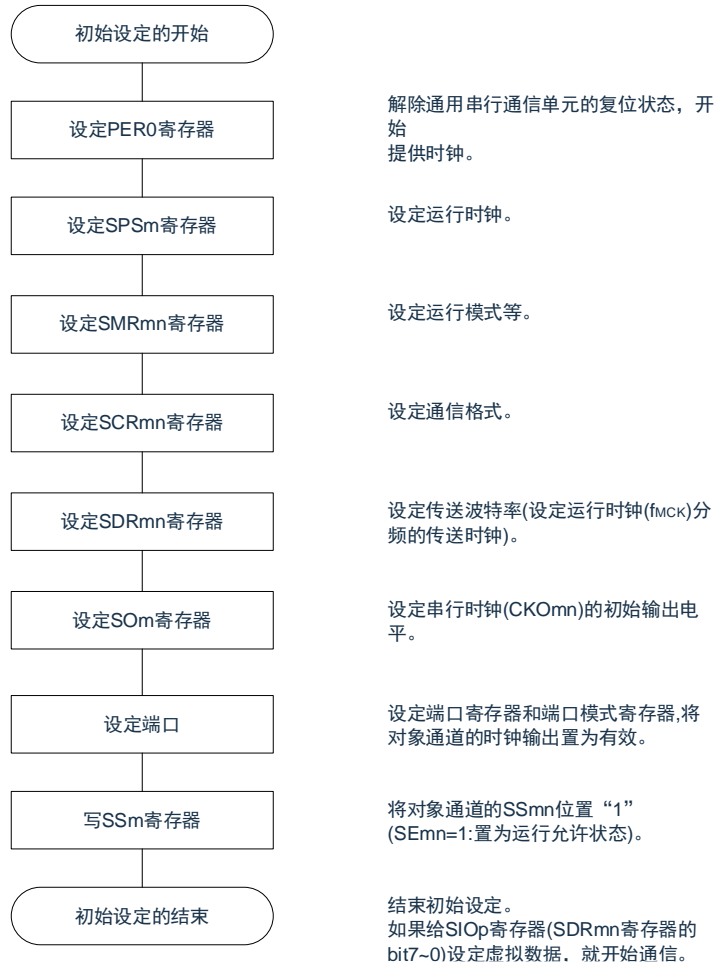 初始设定的开始
设定PER0寄存器
解除通用串行通信单元的复位状态，开
始
提供时钟。
设定SPSm寄存器
设定运行时钟。
设定SMRmn寄存器
设定运行模式等。
设定SCRmn寄存器
设定通信格式。
设定SDRmn寄存器
设定传送波特率(设定运行时钟(fMCK)分
频的传送时钟)。
设定SOm寄存器
设定串行时钟(CKOmn)的初始输出电
平。
设定端口
设定端口寄存器和端口模式寄存器,将
对象通道的时钟输出置为有效。
写SSm寄存器
将对象通道的SSmn位置“1”
(SEmn=1:置为运行允许状态)。
初始设定的结束
结束初始设定。
如果给SIOp寄存器(SDRmn寄存器的
bit7~0)设定虚拟数据，就开始通信。